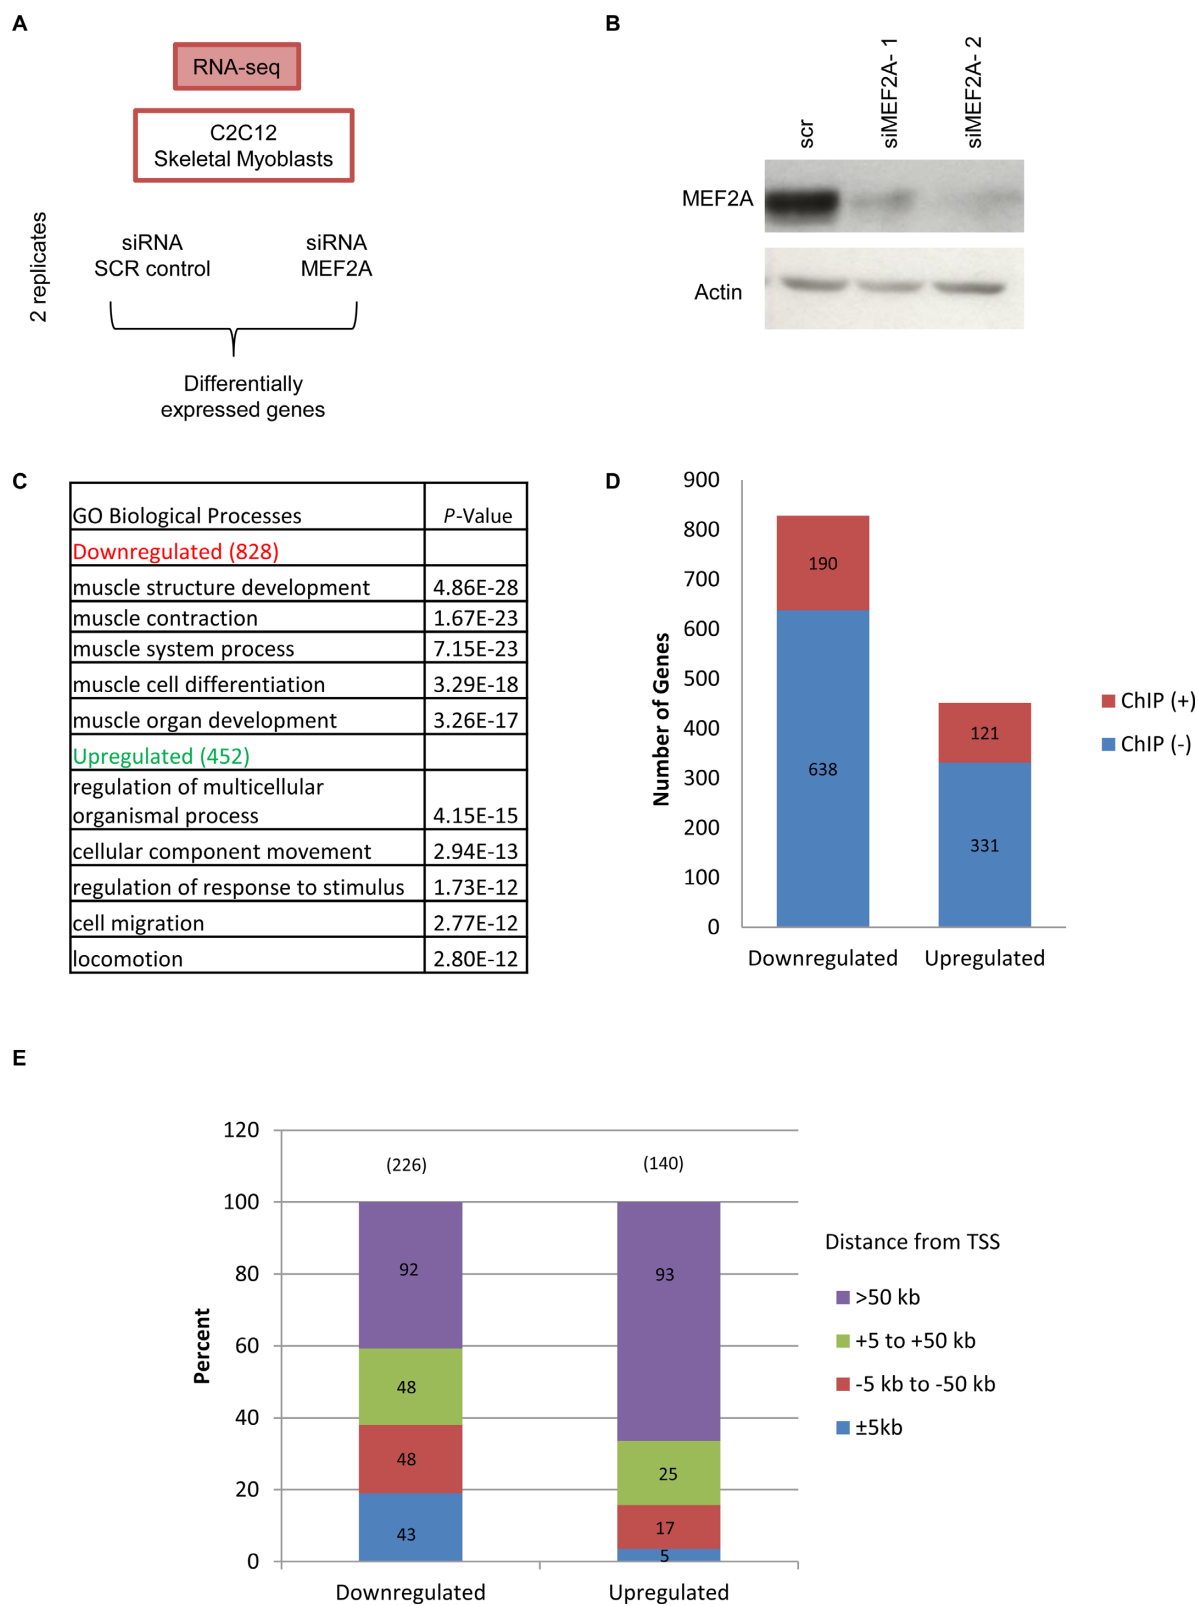 A
RNA-seq
C2C12
Skeletal Myoblasts
2 replicates
siRNA
SCR control
siRNA
MEF2A
Differentially
expressed genes
B
scr
siMEF2A- 1
siMEF2A- 2
MEF2A
Actin
C
GO Biological Processes P-Value
Downregulated (828)
muscle structure development 4.86E-28
muscle contraction 1.67E-23
muscle system process 7.15E-23
muscle cell differentiation 3.29E-18
muscle organ development 3.26E-17
Upregulated (452)
regulation of multicellular
organismal process 4.15E-15
cellular component movement 2.94E-13
regulation of response to stimulus 1.73E-12
cell migration 2.77E-12
locomotion 2.80E-12
D
Number of Genes
900
800
700
600
500
400
300
200
100
0
190
638
121
331
Downregulated Upregulated
ChIP (+)
ChIP (-)
E
Percent
120
100
80
60
40
20
0
(226) (140)
92
48
48
43
93
25
17
5
Downregulated Upregulated
Distance from TSS
>50 kb
+5 to +50 kb
-5 kb to -50 kb
±5kb